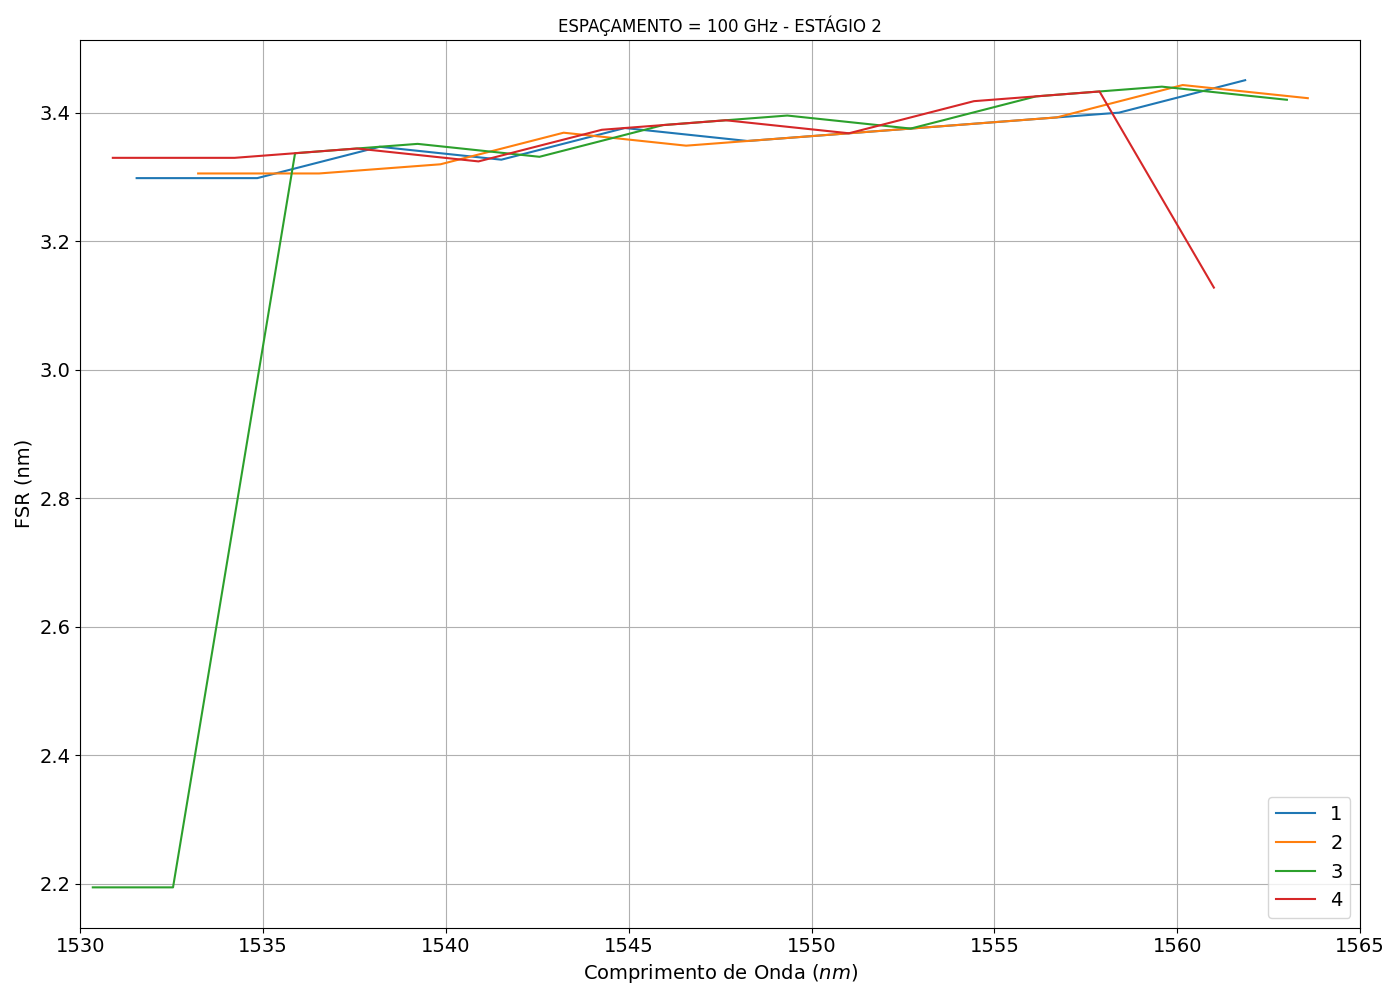 ESPAÇAMENTO = 100 GHz - ESTÁGIO 2
FSR (nm)
3.4
3.2
3.0
2.8
2.6
2.4
2.2
1530 1535 1540 1545 1550 1555 1560 1565
Comprimento de Onda (nm)
1
2
3
4